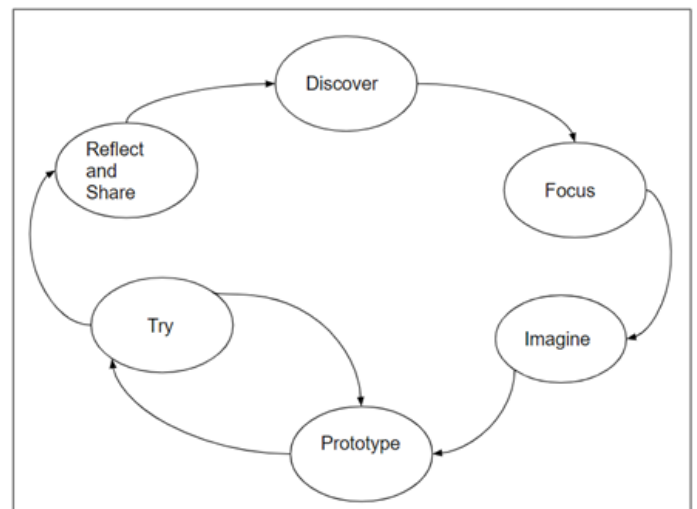 Discover
Focus
Imagine
Prototype
Try
Reflect
and
Share